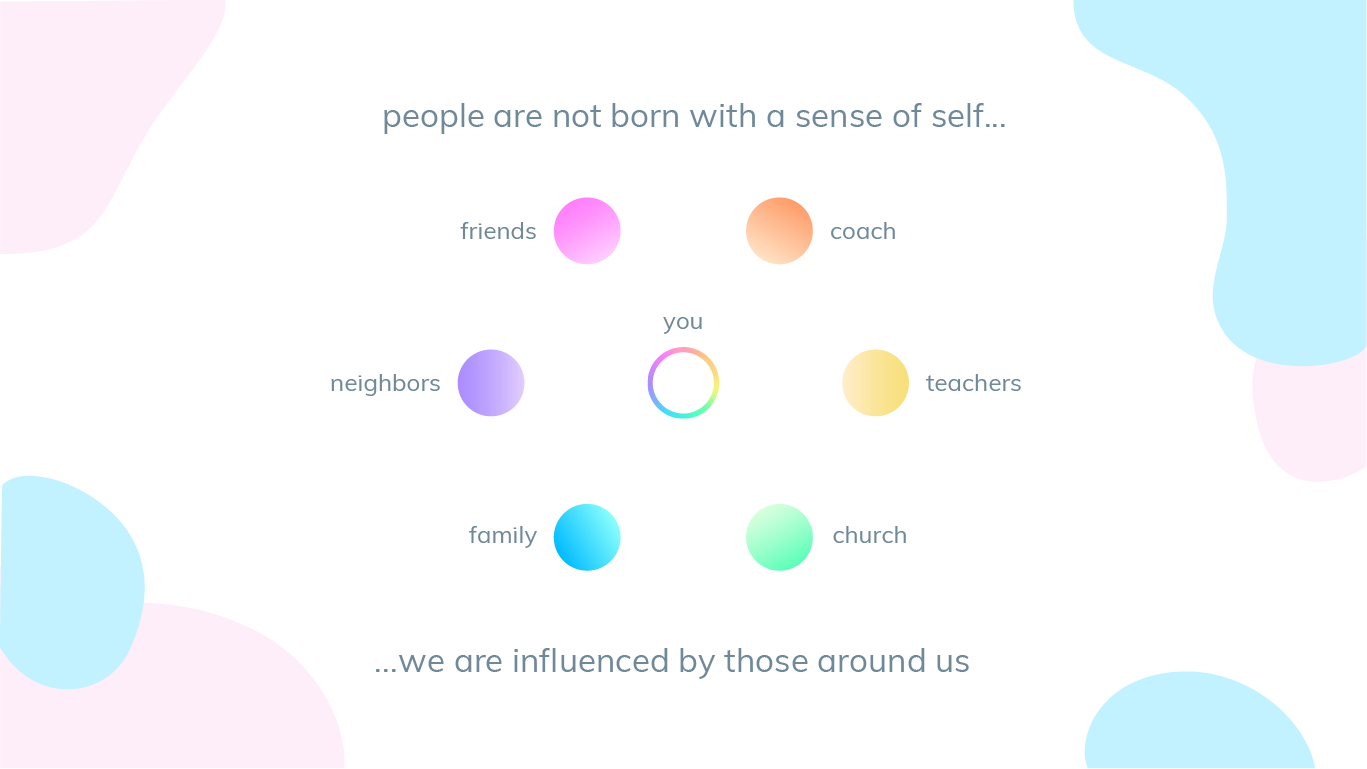 people are not born with a sense of self...
friends
coach
you
neighbors
teachers
family
church
...we are influenced by those around us